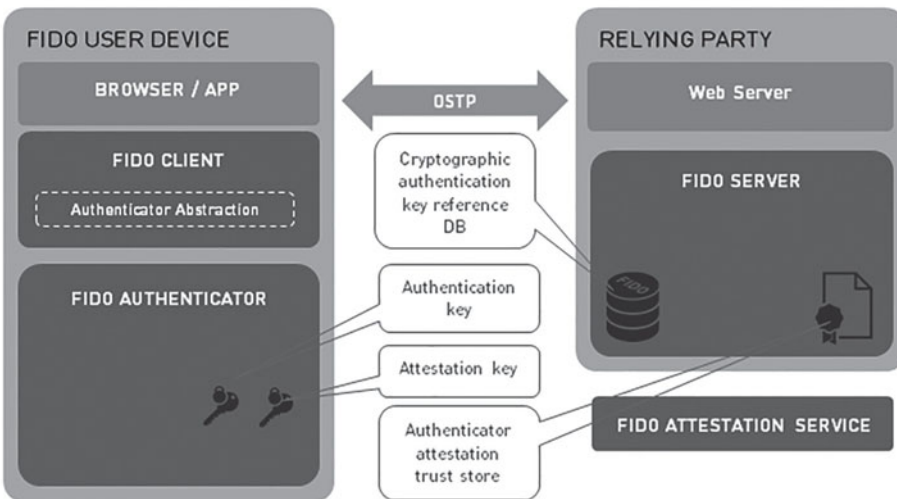 FIDO USER DEVICE
BROWSER / APP
FIDO CLIENT
Authenticator Abstraction
FIDO AUTHENTICATOR
OSTP
Cryptographic
authentication
key reference
DB
Authentication
key
Attestation key
Authenticator
attestation
trust store
RELYING PARTY
Web Server
FIDO SERVER
FIDO
FIDO ATTESTATION SERVICE